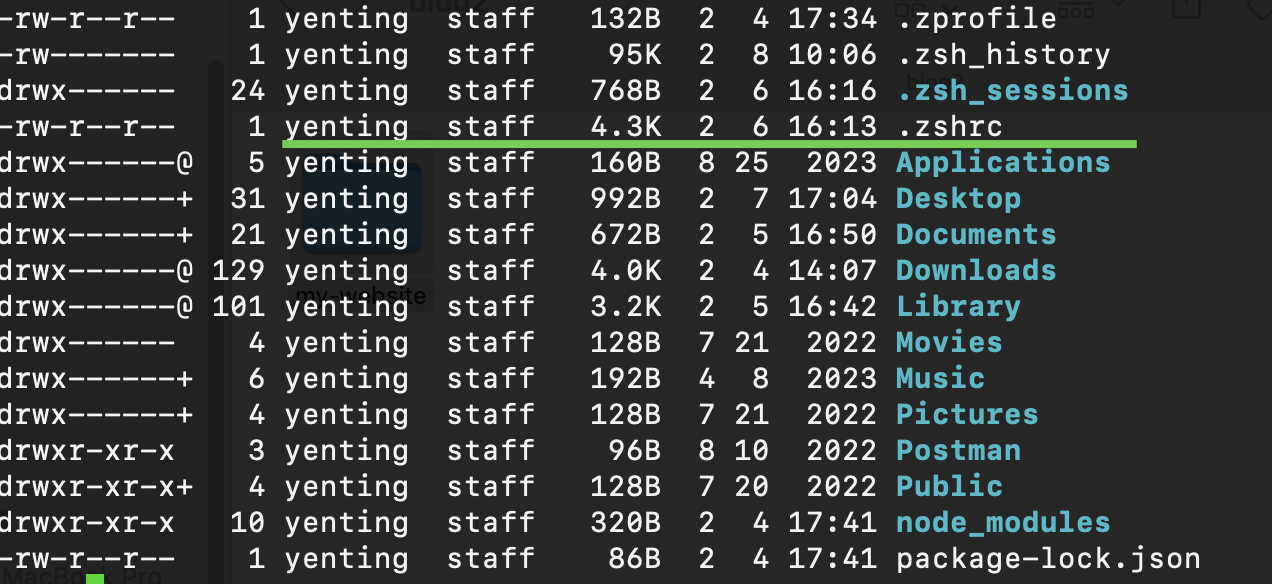 blog2
-rw-r--r-- 1 yenting staff 132B 2 4 17:34 .zprofile
-rw------- 1 yenting staff 95K 2 8 10:06 .zsh_history
drwx------ 24 yenting staff 768B 2 6 16:16 .zsh_sessions
-rw-r--r-- 1 yenting staff 4.3K 2 6 16:13 .zshrc
drwx------@ 5 yenting staff 160B 8 25 2023 Applications
drwx------+ 31 yenting staff 992B 2 7 17:04 Desktop
drwx------+ 21 yenting staff 672B 2 5 16:50 Documents
drwx------@ 129 yenting staff 4.0K 2 4 14:07 Downloads
my-website
drwx------@ 101 yenting staff 3.2K 2 5 16:42 Library
drwx------ 4 yenting staff 128B 7 21 2022 Movies
drwx------+ 6 yenting staff 192B 4 8 2023 Music
drwx------+ 4 yenting staff 128B 7 21 2022 Pictures
drwxr-xr-x 3 yenting staff 96B 8 10 2022 Postman
drwxr-xr-x+ 4 yenting staff 128B 7 20 2022 Public
drwxr-xr-x 10 yenting staff 320B 2 4 17:41 node_modules
-rw-r--r-- 1 yenting staff 86B 2 4 17:41 package-lock.json
MacBook Pro